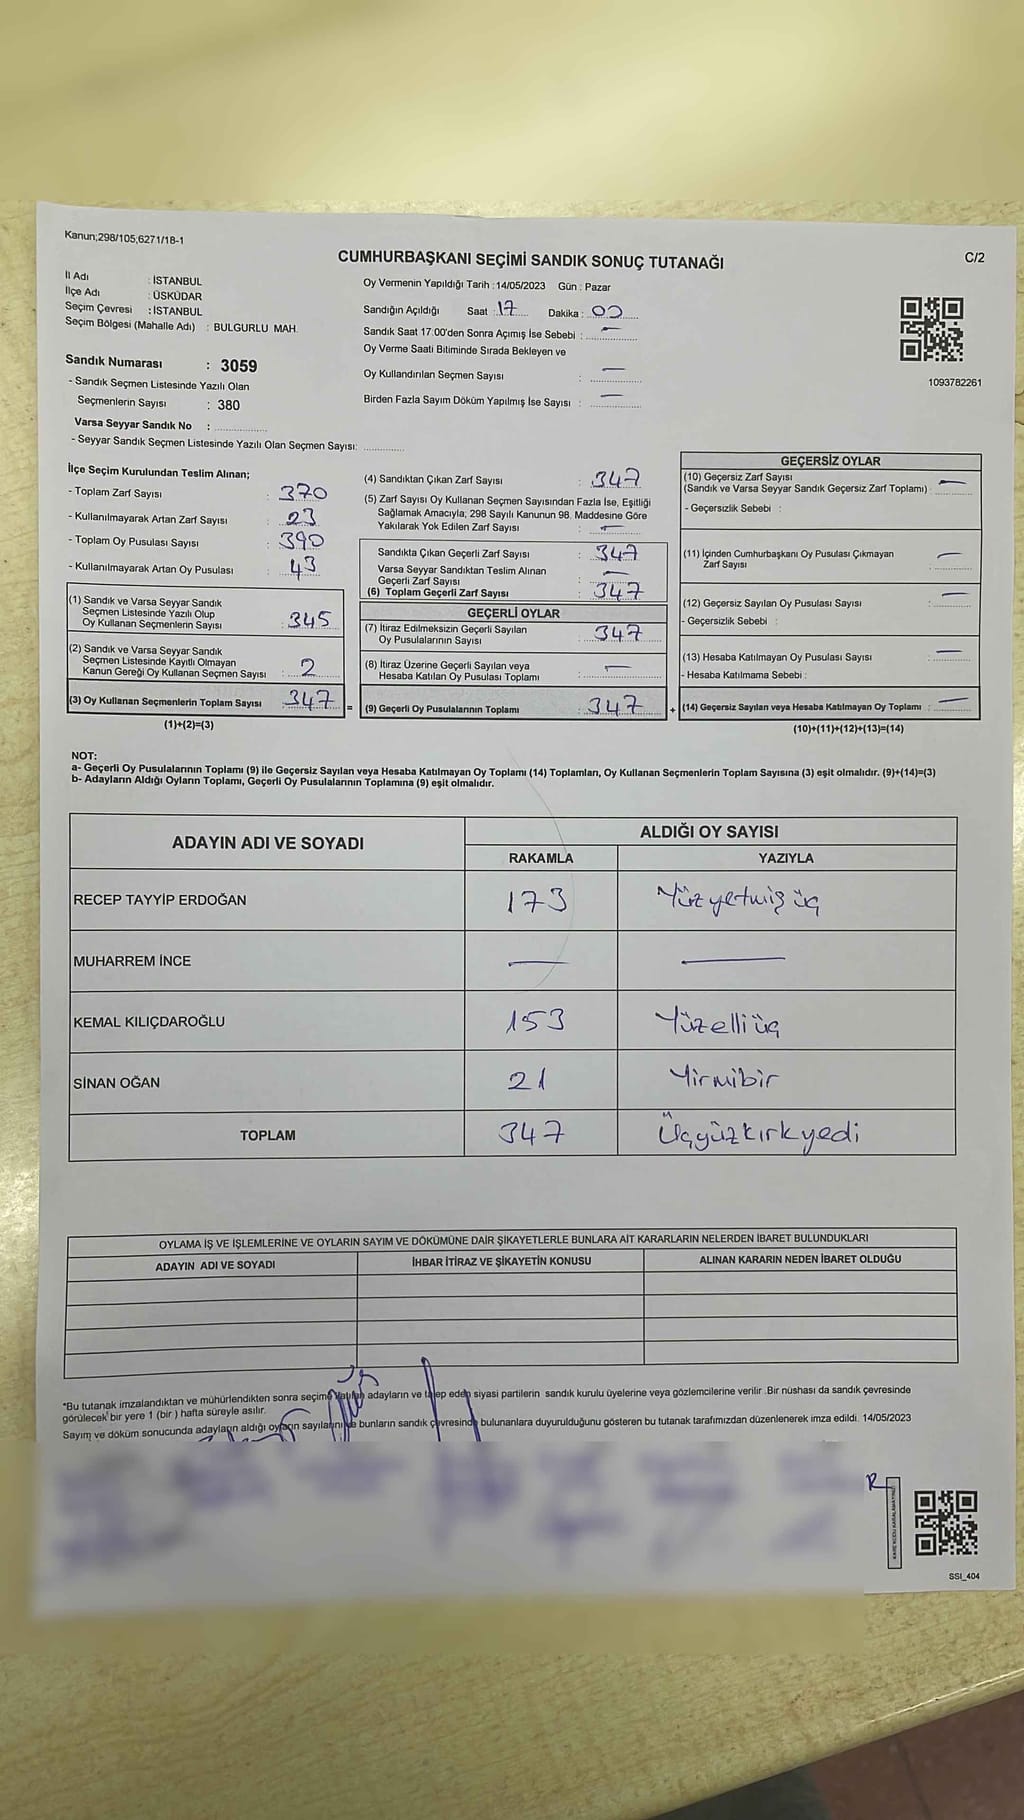 Kanun;298/105;6271/18-1
C/2
CUMHURBAŞKANI SEÇİMİ SANDIK SONUÇ TUTANAĞI
İl Adı : İSTANBUL
İlçe Adı : ÜSKÜDAR
Seçim Çevresi : İSTANBUL
Seçim Bölgesi (Mahalle Adı) : BULGURLU MAH.
Sandık Numarası : 3059
- Sandık Seçmen Listesinde Yazılı Olan
Seçmenlerin Sayısı : 380
Varsa Seyyar Sandık No :
- Seyyar Sandık Seçmen Listesinde Yazılı Olan Seçmen Sayısı:
Oy Vermenin Yapıldığı Tarih :14/05/2023 Gün : Pazar
Sandığın Açıldığı Saat : 17 Dakika : 00
Sandık Saat 17:00'den Sonra Açımış İse Sebebi : —
Oy Verme Saati Bitiminde Sırada Bekleyen ve
Oy Kullandırılan Seçmen Sayısı : —
Birden Fazla Sayım Döküm Yapılmış İse Sayısı : —
1093782261
İlçe Seçim Kurulundan Teslim Alınan;
- Toplam Zarf Sayısı : 370
- Kullanılmayarak Artan Zarf Sayısı : 23
- Toplam Oy Pusulası Sayısı : 390
- Kullanılmayarak Artan Oy Pusulası : 43
(1) Sandık ve Varsa Seyyar Sandık
Seçmen Listesinde Yazılı Olup
Oy Kullanan Seçmenlerin Sayısı : 345
(2) Sandık ve Varsa Seyyar Sandık
Seçmen Listesinde Kayıtlı Olmayan
Kanun Gereği Oy Kullanan Seçmen Sayısı : 2
(3) Oy Kullanan Seçmenlerin Toplam Sayısı : 347
(1)+(2)=(3)
(4) Sandıktan Çıkan Zarf Sayısı : 347
(5) Zarf Sayısı Oy Kullanan Seçmen Sayısından Fazla İse, Eşitliği
Sağlamak Amacıyla, 298 Sayılı Kanunun 98. Maddesine Göre
Yakılarak Yok Edilen Zarf Sayısı : —
Sandıkta Çıkan Geçerli Zarf Sayısı : 347
Varsa Seyyar Sandıktan Teslim Alınan
Geçerli Zarf Sayısı : —
(6) Toplam Geçerli Zarf Sayısı : 347
GEÇERLİ OYLAR
(7) İtiraz Edilmeksizin Geçerli Sayılan
Oy Pusulalarının Sayısı : 347
(8) İtiraz Üzerine Geçerli Sayılan veya
Hesaba Katılan Oy Pusulası Toplamı : —
= (9) Geçerli Oy Pusulalarının Toplamı : 347 +
GEÇERSİZ OYLAR
(10) Geçersiz Zarf Sayısı
(Sandık ve Varsa Seyyar Sandık Geçersiz Zarf Toplamı) : —
- Geçersizlik Sebebi :
(11) İçinden Cumhurbaşkanı Oy Pusulası Çıkmayan
Zarf Sayısı : —
(12) Geçersiz Sayılan Oy Pusulası Sayısı : —
- Geçersizlik Sebebi :
(13) Hesaba Katılmayan Oy Pusulası Sayısı : —
- Hesaba Katılmama Sebebi :
(14) Geçersiz Sayılan veya Hesaba Katılmayan Oy Toplamı : —
(10)+(11)+(12)+(13)=(14)
NOT:
a- Geçerli Oy Pusulalarının Toplamı (9) ile Geçersiz Sayılan veya Hesaba Katılmayan Oy Toplamı (14) Toplamları, Oy Kullanan Seçmenlerin Toplam Sayısına (3) eşit olmalıdır. (9)+(14)=(3)
b- Adayların Aldığı Oyların Toplamı, Geçerli Oy Pusulalarının Toplamına (9) eşit olmalıdır.
ADAYIN ADI VE SOYADI ALDIĞI OY SAYISI
RAKAMLA YAZIYLA
RECEP TAYYİP ERDOĞAN 173 Yüzyetmiş üç
MUHARREM İNCE — —
KEMAL KILIÇDAROĞLU 153 Yüzelliüç
SİNAN OĞAN 21 Yirmibir
TOPLAM 347 Üçyüzkırkyedi
OYLAMA İŞ VE İŞLEMLERİNE VE OYLARIN SAYIM VE DÖKÜMÜNE DAİR ŞİKAYETLERLE BUNLARA AİT KARARLARIN NELERDEN İBARET BULUNDUKLARI
ADAYIN ADI VE SOYADI İHBAR İTİRAZ VE ŞİKAYETİN KONUSU ALINAN KARARIN NEDEN İBARET OLDUĞU
*Bu tutanak imzalandıktan ve mühürlendikten sonra seçime katılan adayların ve talep eden siyasi partilerin sandık kurulu üyelerine veya gözlemcilerine verilir .Bir nüshası da sandık çevresinde
görülecek bir yere 1 (bir ) hafta süreyle asılır.
Sayım ve döküm sonucunda adayların aldığı oyların sayılarını ve bunların sandık çevresinde bulunanlara duyurulduğunu gösteren bu tutanak tarafımızdan düzenlenerek imza edildi. 14/05/2023
SSI_404